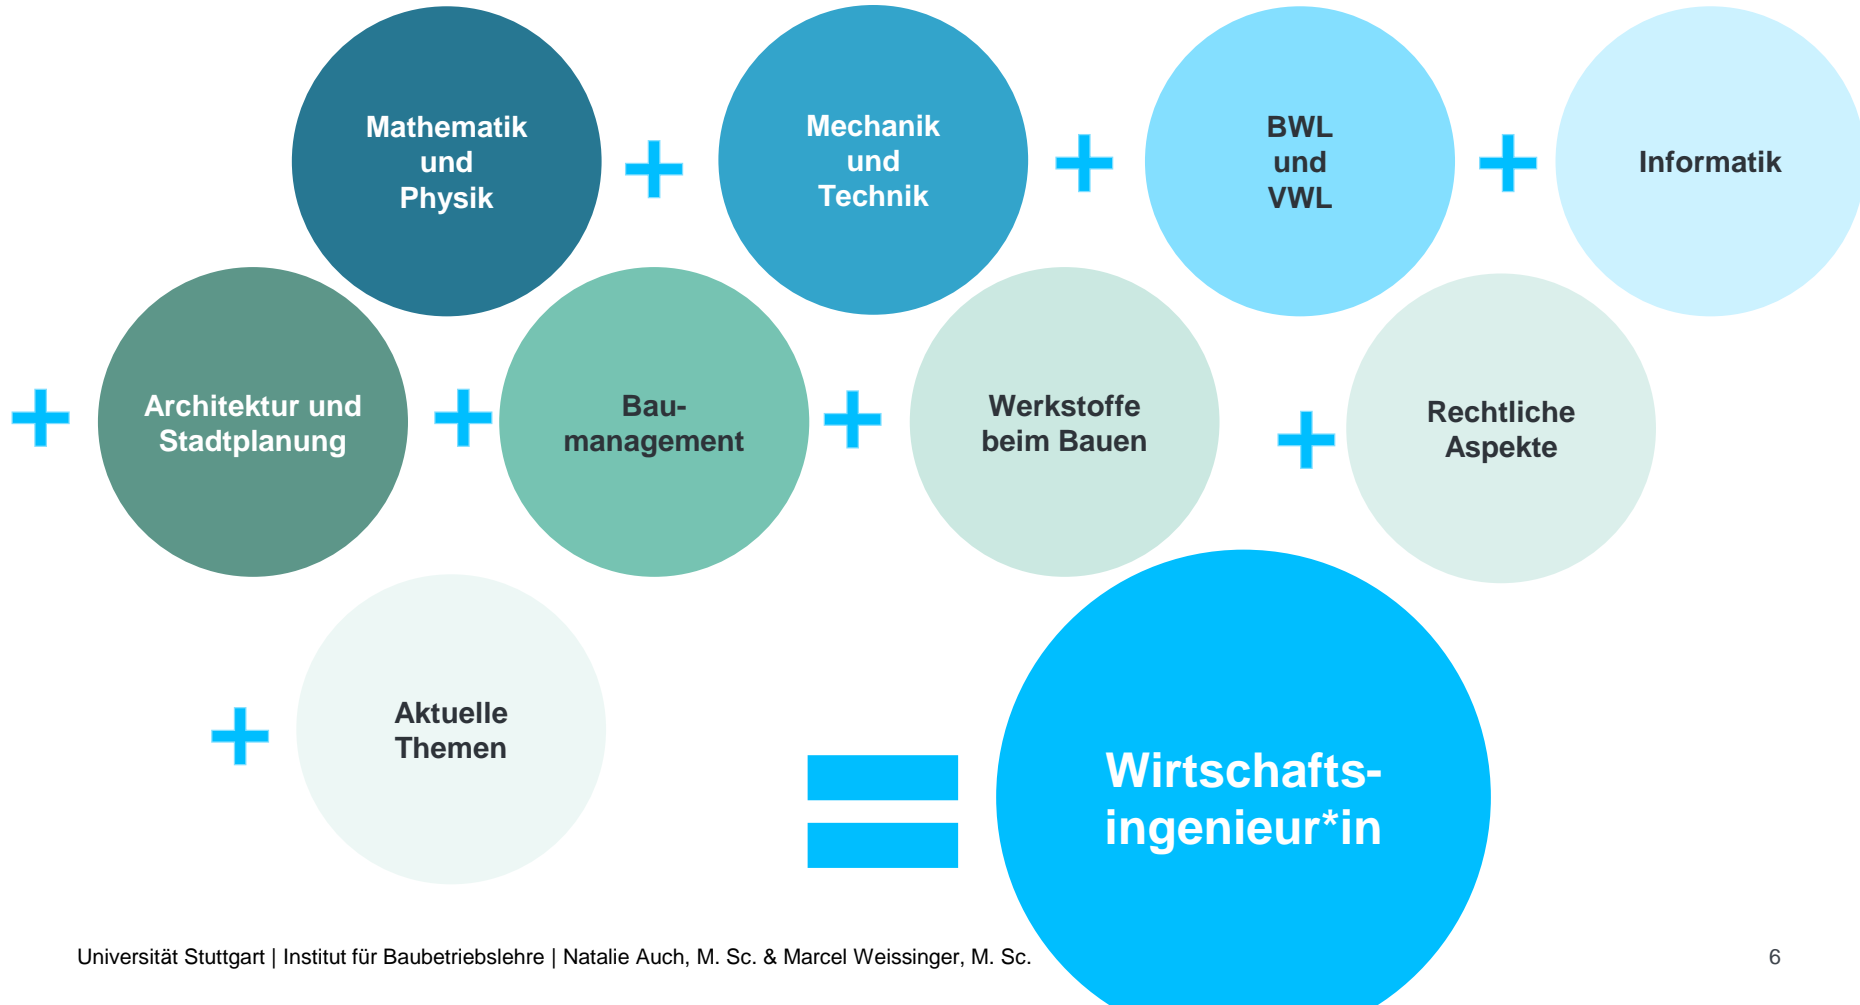 Mathematik
und
Physik
Mechanik
und
Technik
BWL
und
VWL
Informatik
Architektur und
Stadtplanung
Bau-
management
Werkstoffe
beim Bauen
Rechtliche
Aspekte
Aktuelle
Themen
Wirtschafts-
ingenieur*in
Universität Stuttgart | Institut für Baubetriebslehre | Natalie Auch, M. Sc. & Marcel Weissinger, M. Sc.
6